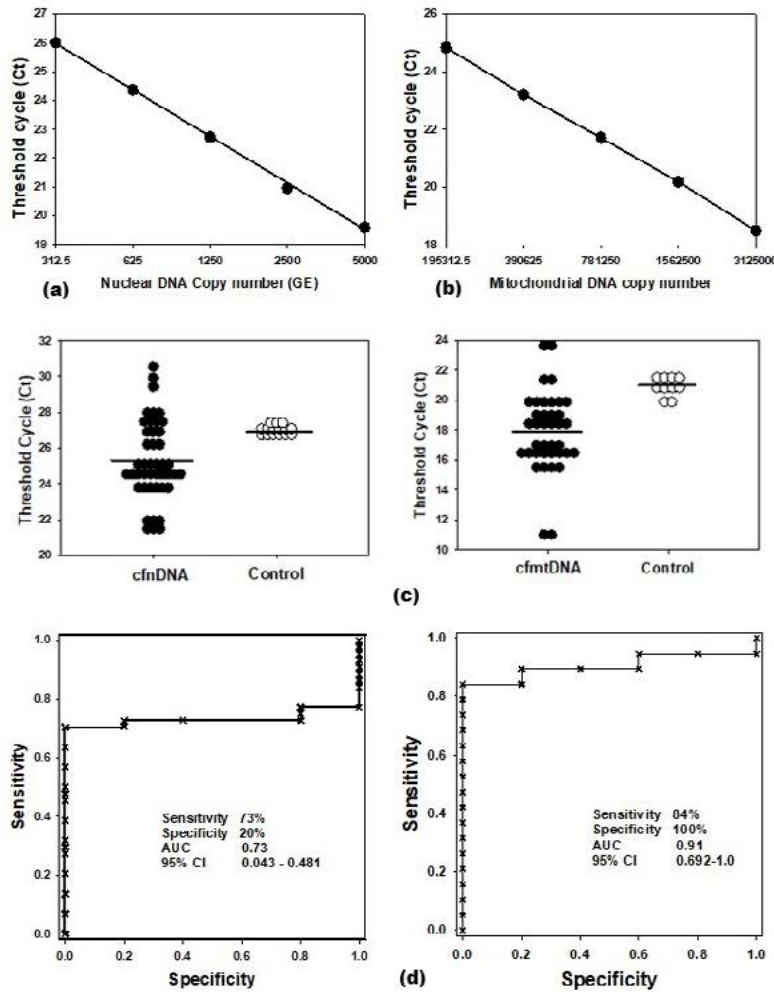 27
26
25
24
23
22
21
20
19
Threshold cycle (Ct)
312.5 625 1250 2500 5000
(a) Nuclear DNA Copy number (GE)
26
24
22
20
18
Threshold cycle (Ct)
195312.5 390625 781250 1562500 3125000
(b) Mitochondrial DNA copy number
32
30
28
26
24
22
20
Threshold Cycle (Ct)
cfnDNA Control
24
22
20
18
16
14
12
10
Threshold Cycle (Ct)
cfmtDNA Control
(c)
1.0
0.8
0.6
0.4
0.2
0.0
Sensitivity
Sensitivity 73%
Specificity 20%
AUC 0.73
95% CI 0.043 - 0.481
0.0 0.2 0.4 0.6 0.8 1.0
Specificity
1.0
0.8
0.6
0.4
0.2
0.0
Sensitivity
Sensitivity 84%
Specificity 100%
AUC 0.91
95% CI 0.692-1.0
0.0 0.2 0.4 0.6 0.8 1.0
(d) Specificity